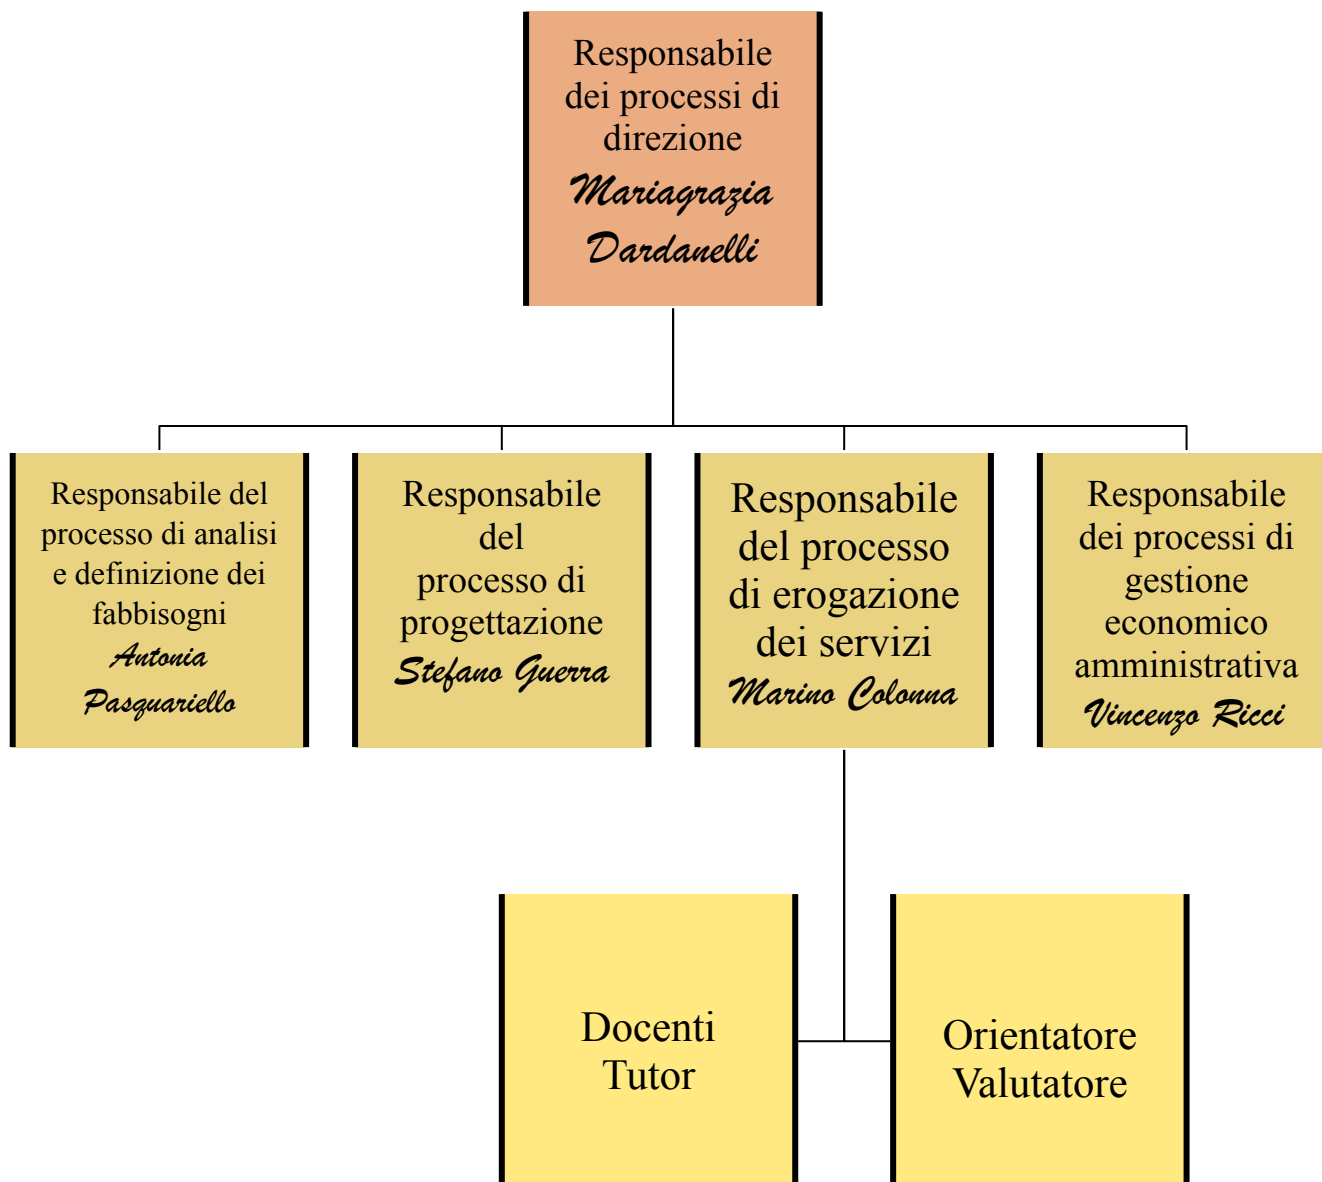 Responsabile
dei processi di
direzione
Mariagrazia
Dardanelli
Responsabile del
processo di analisi
e definizione dei
fabbisogni
Antonia
Pasquariello
Responsabile
del
processo di
progettazione
Stefano Guerra
Responsabile
del processo
di erogazione
dei servizi
Marino Colonna
Responsabile
dei processi di
gestione
economico
amministrativa
Vincenzo Ricci
Docenti
Tutor
Orientatore
Valutatore